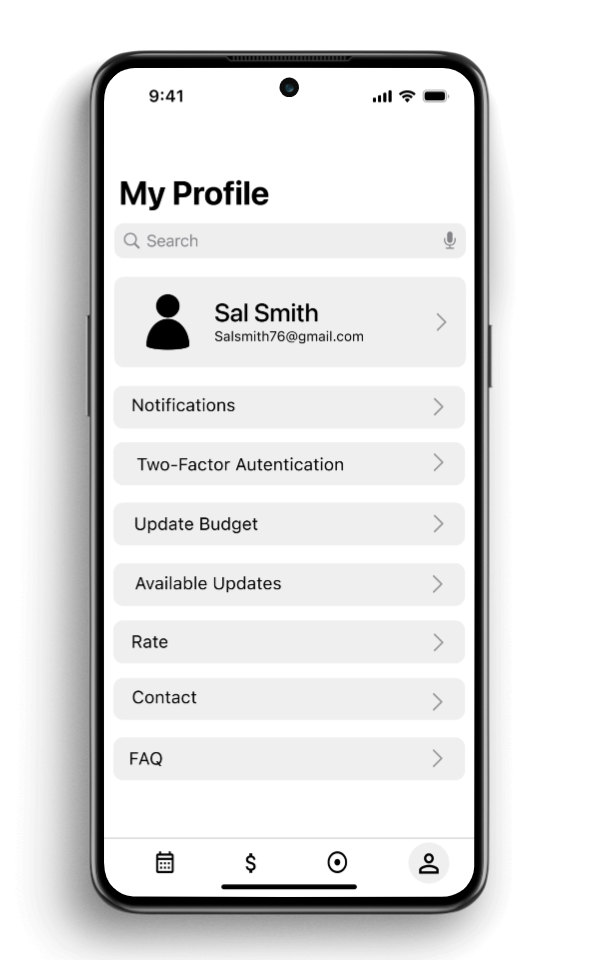 9:41
My Profile
Search
Sal Smith
Salsmith76@gmail.com
Notifications
Two-Factor Autentication
Update Budget
Available Updates
Rate
Contact
FAQ
$